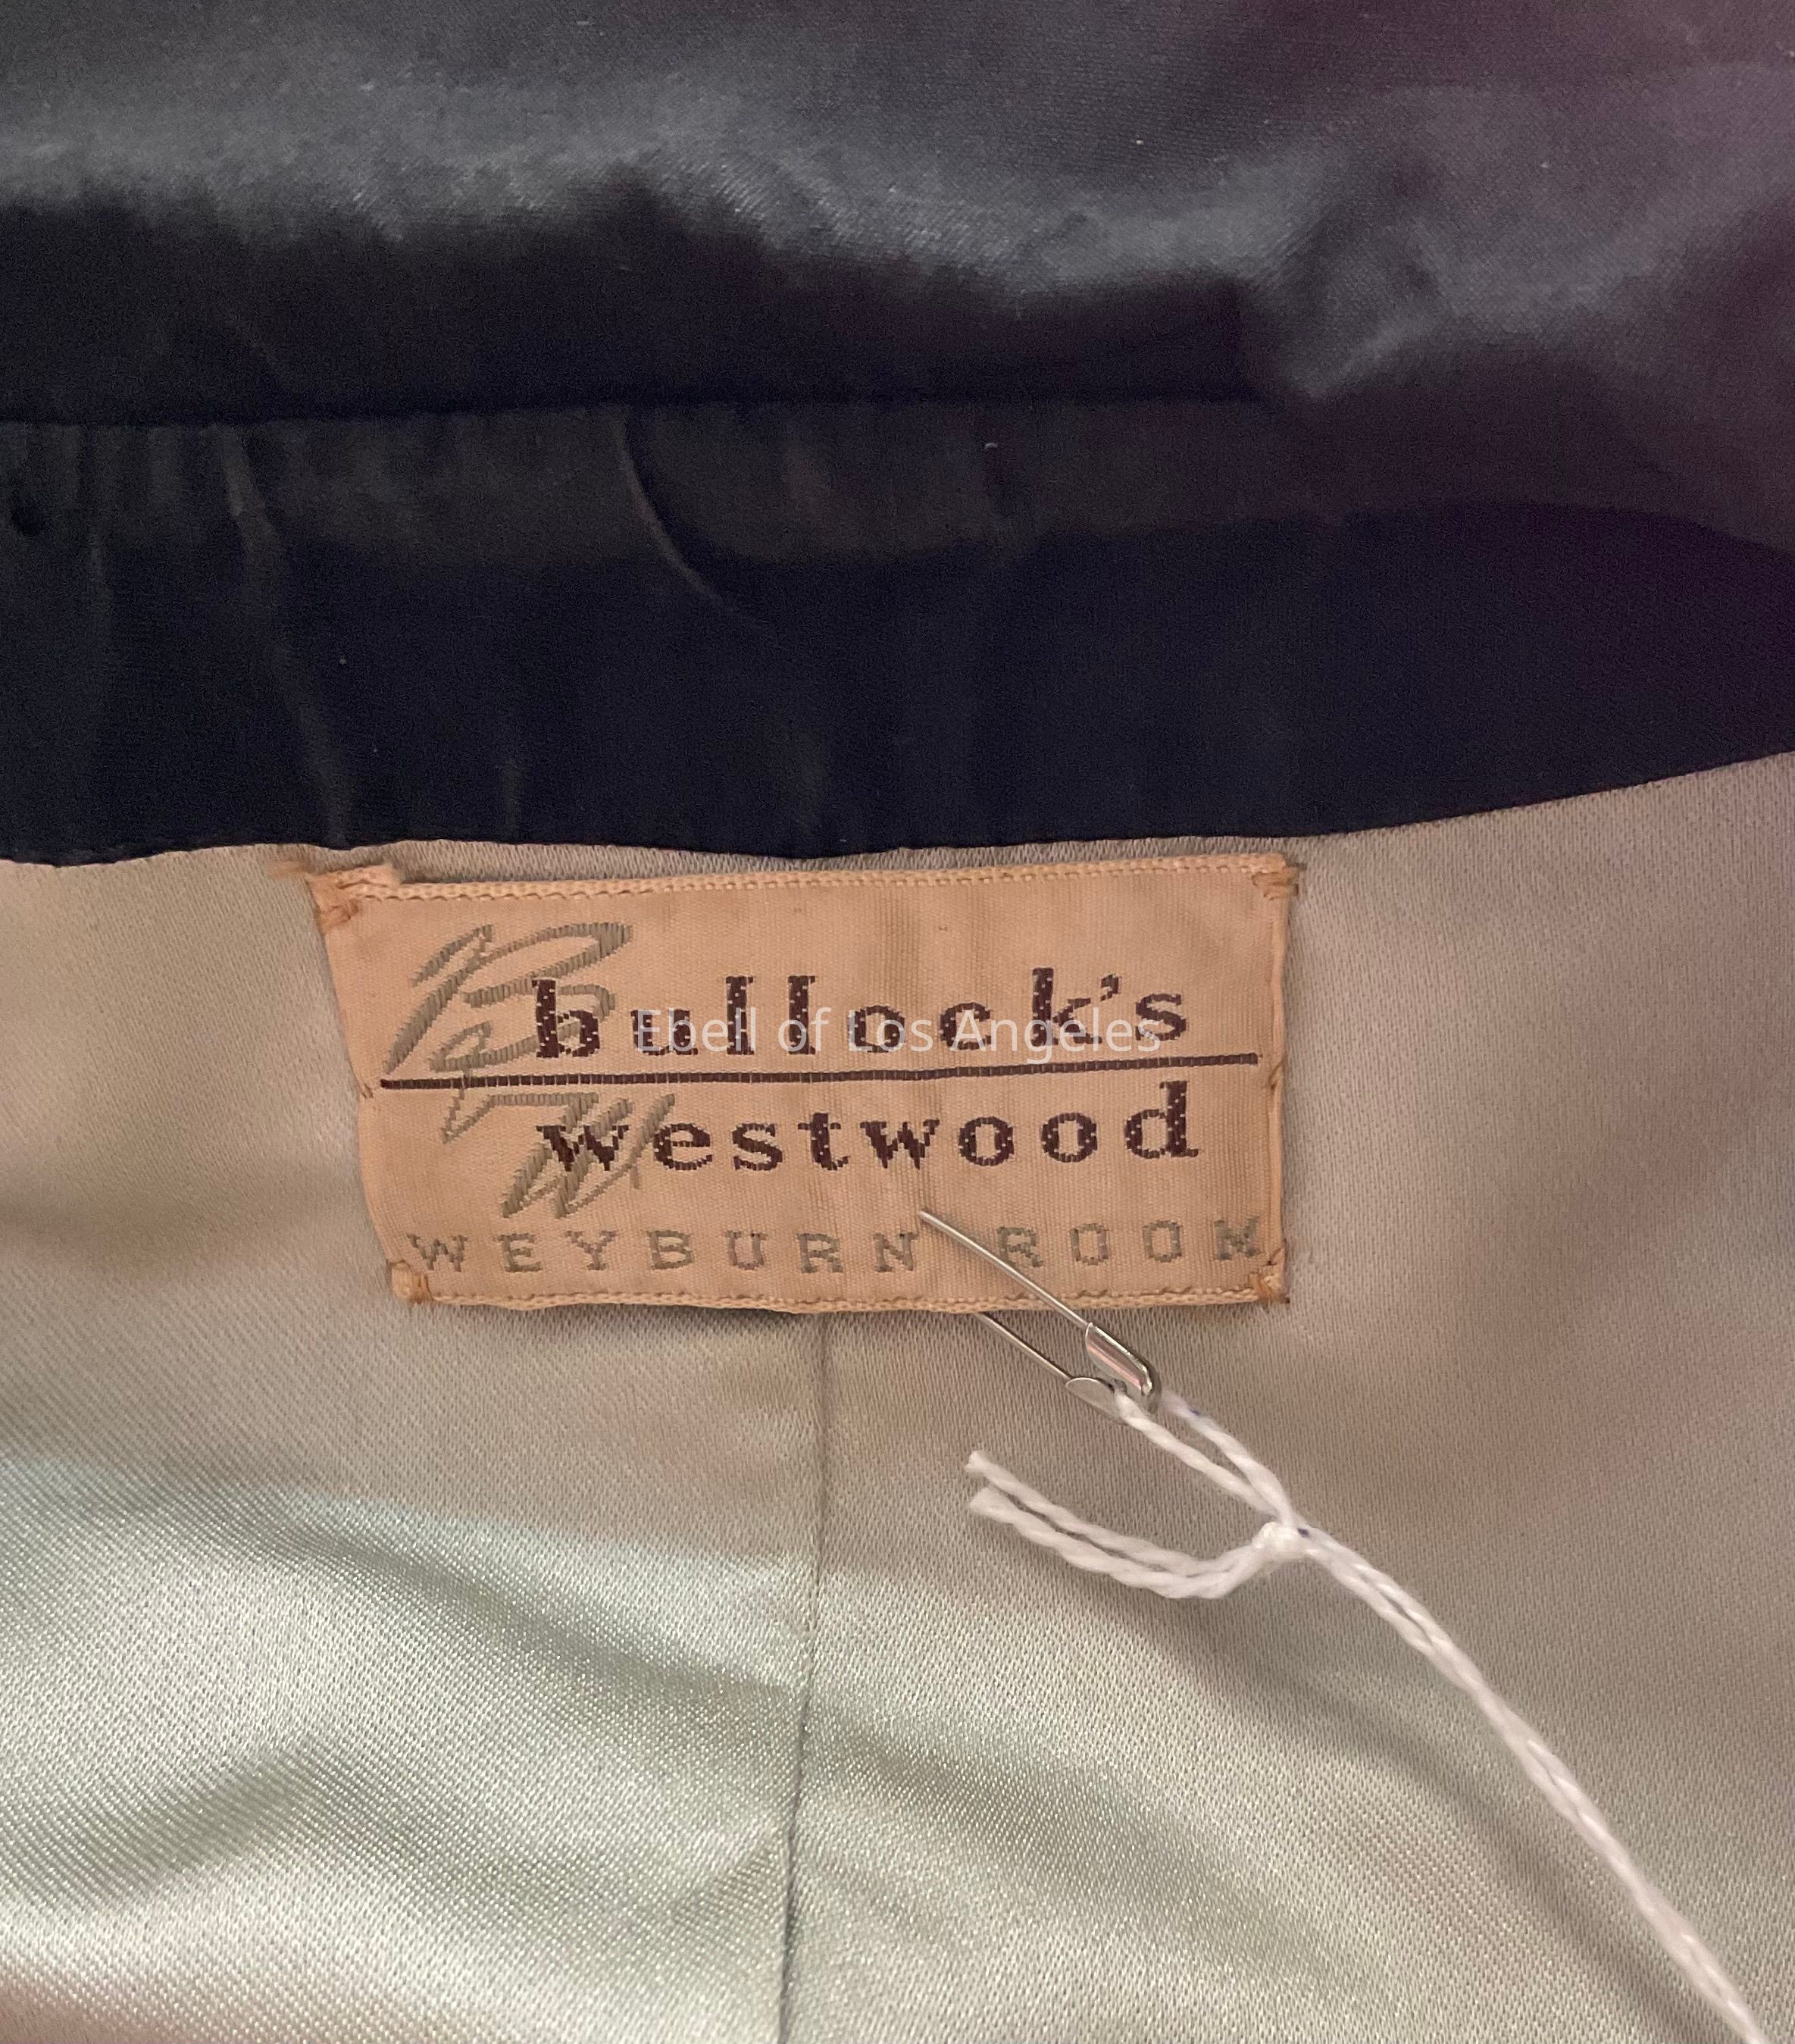 bullock's
Ebell of Los Angeles
westwood
WEYBURN ROOM